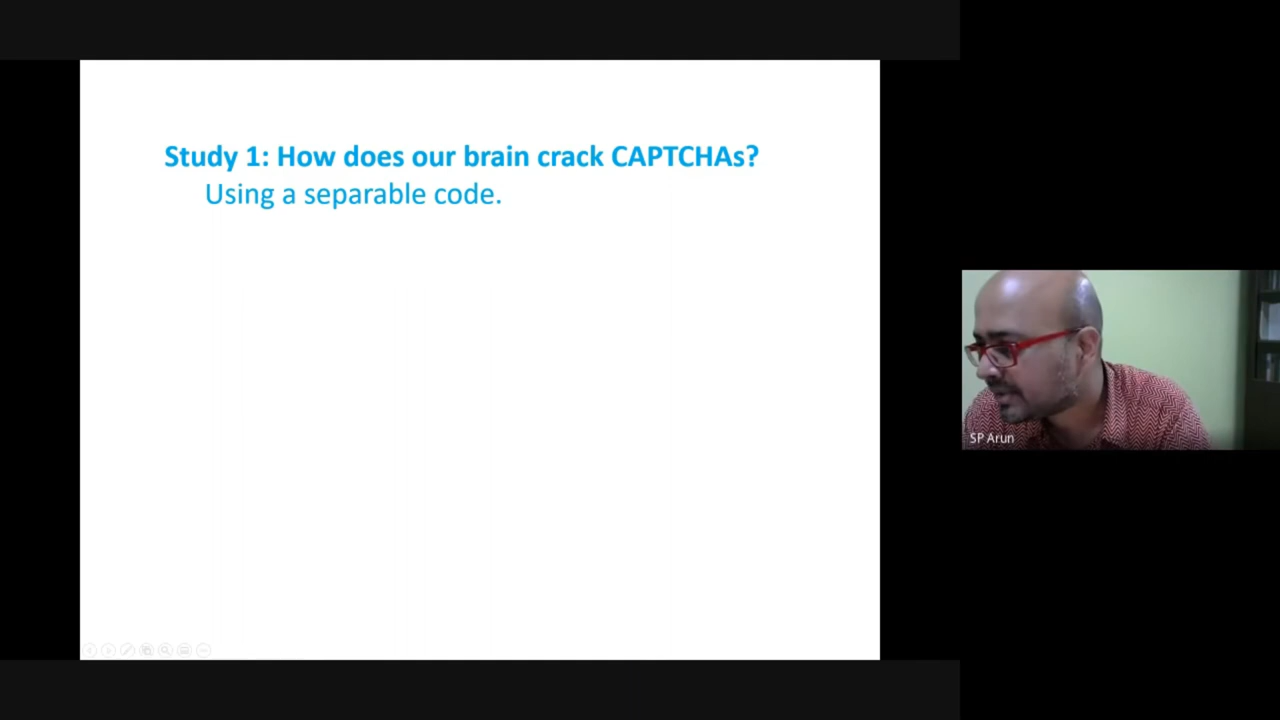 Study 1: How does our brain crack CAPTCHAs?
Using a separable code.
SP Arun